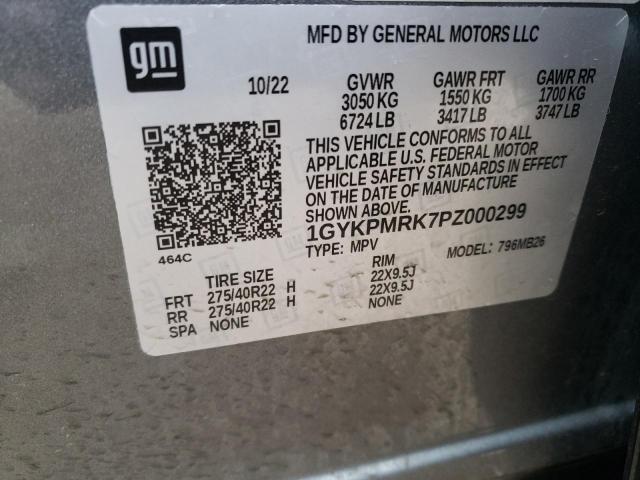 gm
MFD BY GENERAL MOTORS LLC
10/22 GVWR GAWR FRT GAWR RR
3050 KG 1550 KG 1700 KG
6724 LB 3417 LB 3747 LB
THIS VEHICLE CONFORMS TO ALL
APPLICABLE U.S. FEDERAL MOTOR
VEHICLE SAFETY STANDARDS IN EFFECT
ON THE DATE OF MANUFACTURE
SHOWN ABOVE.
1GYKPMRK7PZ000299
464C
TYPE: MPV MODEL: 796MB26
TIRE SIZE RIM
FRT 275/40R22 H 22X9.5J
RR 275/40R22 H 22X9.5J
SPA NONE NONE